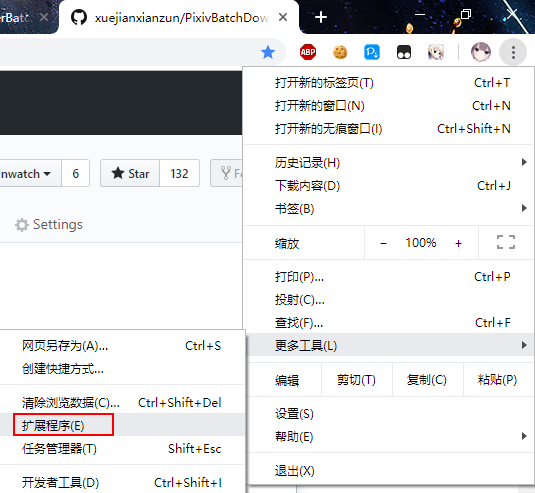 erBat
xuejianxianzun/PixivBatchDow
ABP
打开新的标签页(T) Ctrl+T
打开新的窗口(N) Ctrl+N
打开新的无痕窗口(I) Ctrl+Shift+N
nwatch 6 Star 132 Fo
历史记录(H)
下载内容(D) Ctrl+J
书签(B)
Settings
缩放 − 100% +
打印(P)... Ctrl+P
投射(C)...
查找(F)... Ctrl+F
更多工具(L)
编辑 剪切(T) 复制(C) 粘贴(P)
设置(S)
帮助(E)
退出(X)
网页另存为(A)... Ctrl+S
创建快捷方式...
清除浏览数据(C)... Ctrl+Shift+Del
扩展程序(E)
任务管理器(T) Shift+Esc
开发者工具(D) Ctrl+Shift+I